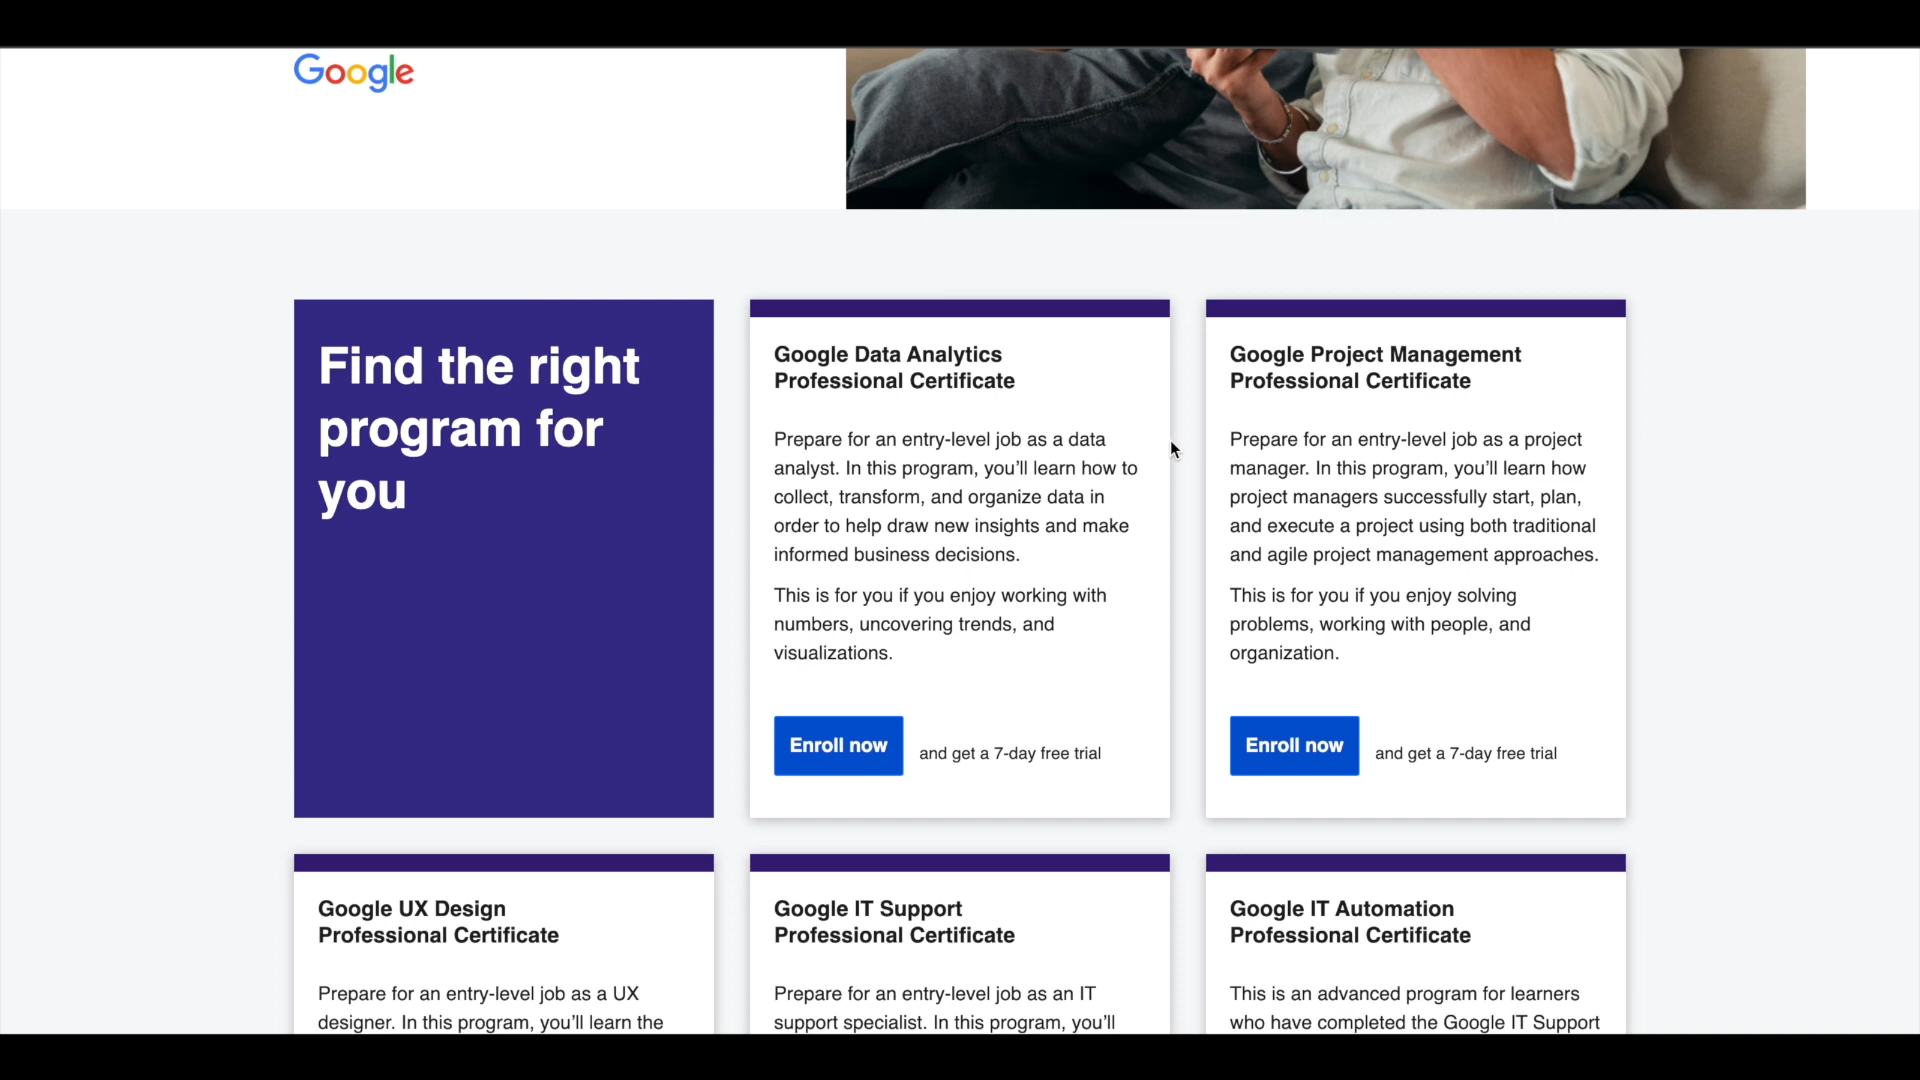 Google
Find the right
program for
you
Google Data Analytics
Professional Certificate
Prepare for an entry-level job as a data
analyst. In this program, you’ll learn how to
collect, transform, and organize data in
order to help draw new insights and make
informed business decisions.
This is for you if you enjoy working with
numbers, uncovering trends, and
visualizations.
Enroll now and get a 7-day free trial
Google Project Management
Professional Certificate
Prepare for an entry-level job as a project
manager. In this program, you’ll learn how
project managers successfully start, plan,
and execute a project using both traditional
and agile project management approaches.
This is for you if you enjoy solving
problems, working with people, and
organization.
Enroll now and get a 7-day free trial
Google UX Design
Professional Certificate
Prepare for an entry-level job as a UX
designer. In this program, you’ll learn the
Google IT Support
Professional Certificate
Prepare for an entry-level job as an IT
support specialist. In this program, you’ll
Google IT Automation
Professional Certificate
This is an advanced program for learners
who have completed the Google IT Support